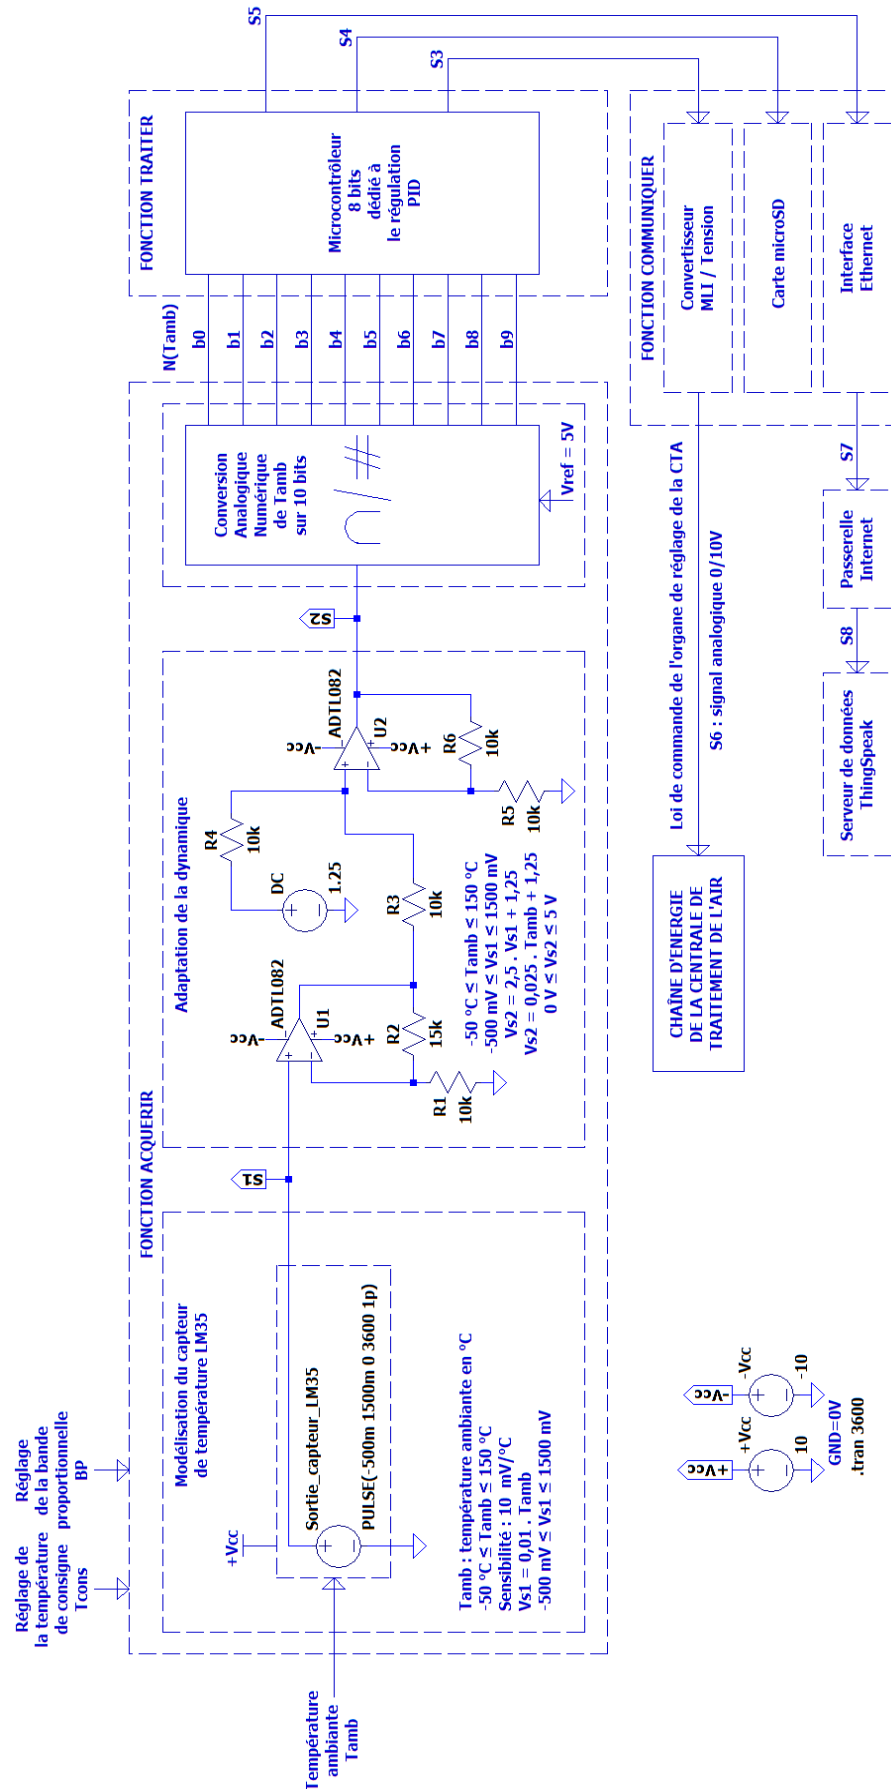 Réglage de
la température
de consigne
Tcons
Réglage
de la bande
proportionnelle
BP
Température
ambiante
Tamb
FONCTION ACQUERIR
Modélisation du capteur
de température LM35
+Vcc
Sortie_capteur_LM35
PULSE(-500m 1500m 0 3600 1p)
Tamb : température ambiante en °C
-50 °C ≤ Tamb ≤ 150 °C
Sensibilité : 10 mV/°C
Vs1 = 0,01 . Tamb
-500 mV ≤ Vs1 ≤ 1500 mV
S1
Adaptation de la dynamique
-Vcc
ADTL082
U1
+Vcc
R1
10k
R2
15k
DC
1.25
R4
10k
R3
10k
-Vcc
ADTL082
U2
+Vcc
R6
10k
R5
10k
-50 °C ≤ Tamb ≤ 150 °C
-500 mV ≤ Vs1 ≤ 1500 mV
Vs2 = 2,5 . Vs1 + 1,25
Vs2 = 0,025 . Tamb + 1,25
0 V ≤ Vs2 ≤ 5 V
S2
Conversion
Analogique
Numérique
de Tamb
sur 10 bits
Vref = 5V
N(Tamb)
b0
b1
b2
b3
b4
b5
b6
b7
b8
b9
FONCTION TRAITER
Microcontrôleur
8 bits
dédié à
le régulation
PID
S5
S4
S3
FONCTION COMMUNIQUER
Convertisseur
MLI / Tension
Carte microSD
Interface
Ethernet
Loi de commande de l'organe de réglage de la CTA
S6 : signal analogique 0/10V
S7
Passerelle
Internet
S8
Serveur de données
ThingSpeak
CHAÎNE D'ENERGIE
DE LA CENTRALE DE
TRAITEMENT DE L'AIR
+Vcc
+Vcc
10
-Vcc
-Vcc
-10
GND=0V
.tran 3600